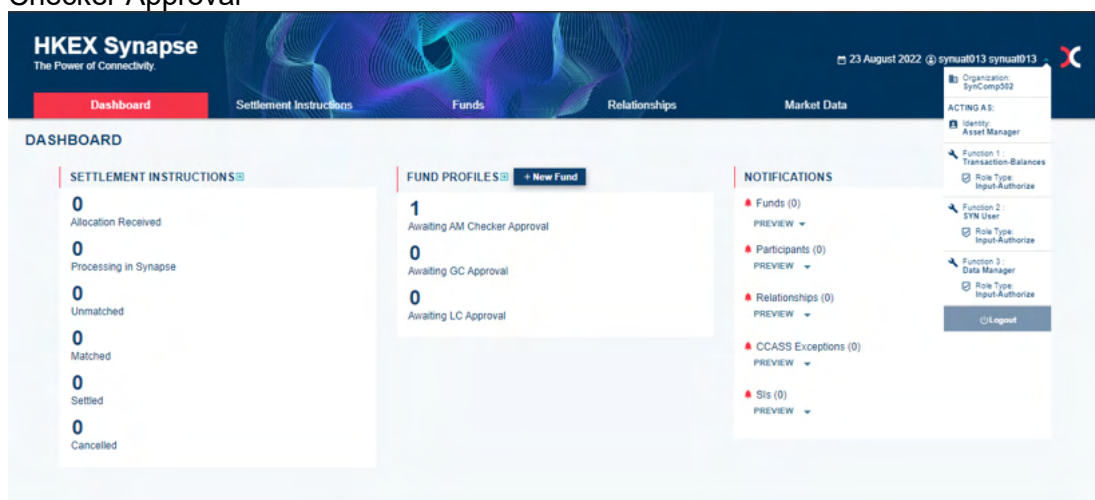 Checker Approval
HKEX Synapse
The Power of Connectivity.
23 August 2022 synuat013 synuat013
Dashboard
Settlement Instructions
Funds
Relationships
Market Data
Organization:
SynComp502
ACTING AS:
Identity:
Asset Manager
Function 1 :
Transaction-Balances
Role Type:
Input-Authorize
Function 2 :
SYN User
Role Type:
Input-Authorize
Function 3 :
Data Manager
Role Type:
Input-Authorize
Logout
DASHBOARD
SETTLEMENT INSTRUCTIONS
0
Allocation Received
0
Processing in Synapse
0
Unmatched
0
Matched
0
Settled
0
Cancelled
FUND PROFILES + New Fund
1
Awaiting AM Checker Approval
0
Awaiting GC Approval
0
Awaiting LC Approval
NOTIFICATIONS
Funds (0)
PREVIEW
Participants (0)
PREVIEW
Relationships (0)
PREVIEW
CCASS Exceptions (0)
PREVIEW
SIs (0)
PREVIEW